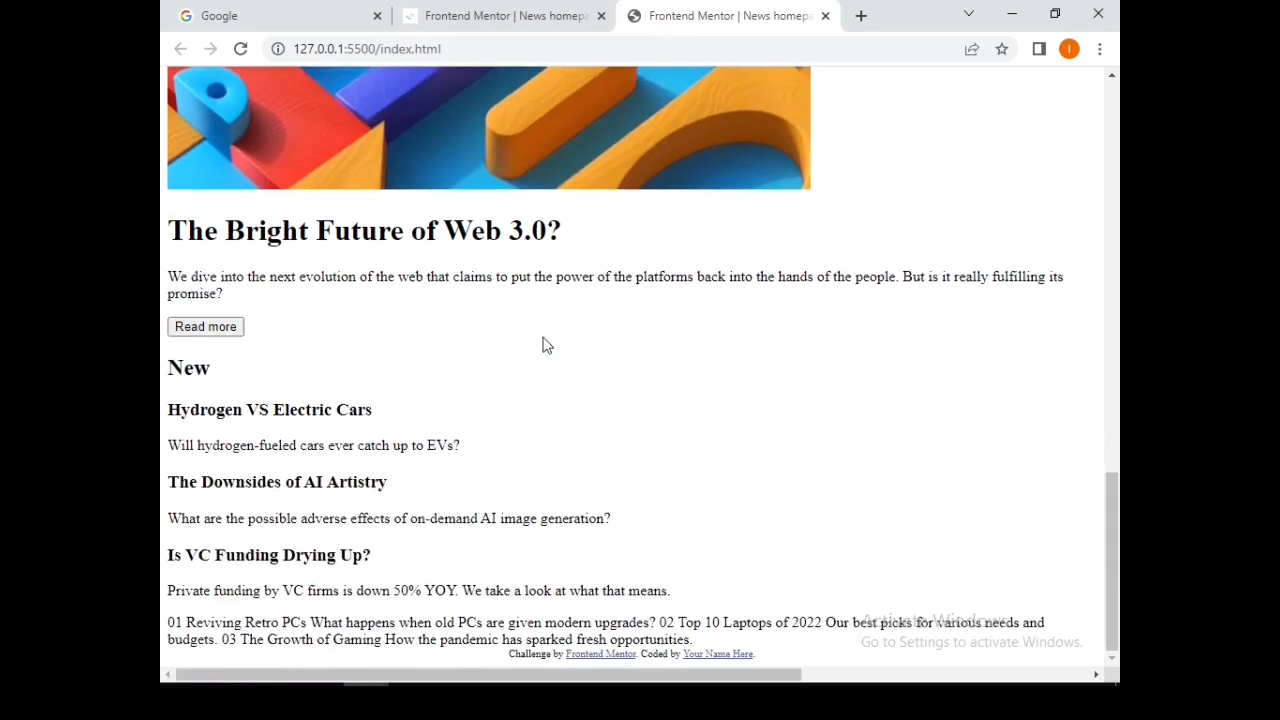 Google
Frontend Mentor | News homepa
Frontend Mentor | News homepa
127.0.0.1:5500/index.html
I
The Bright Future of Web 3.0?
We dive into the next evolution of the web that claims to put the power of the platforms back into the hands of the people. But is it really fulfilling its
promise?
Read more
New
Hydrogen VS Electric Cars
Will hydrogen-fueled cars ever catch up to EVs?
The Downsides of AI Artistry
What are the possible adverse effects of on-demand AI image generation?
Is VC Funding Drying Up?
Private funding by VC firms is down 50% YOY. We take a look at what that means.
01 Reviving Retro PCs What happens when old PCs are given modern upgrades? 02 Top 10 Laptops of 2022 Our best picks for various needs and
budgets. 03 The Growth of Gaming How the pandemic has sparked fresh opportunities.
Challenge by Frontend Mentor. Coded by Your Name Here.
Activate Windows
Go to Settings to activate Windows.